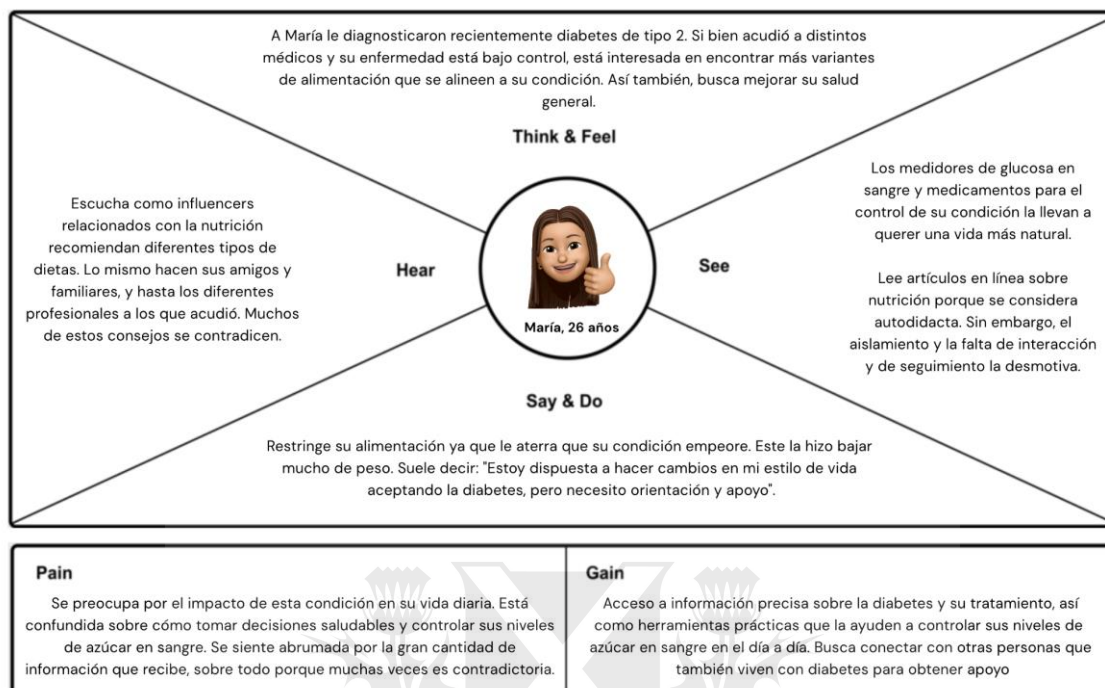 A María le diagnosticaron recientemente diabetes de tipo 2. Si bien acudió a distintos
médicos y su enfermedad está bajo control, está interesada en encontrar más variantes
de alimentación que se alineen a su condición. Así también, busca mejorar su salud
general.
Think & Feel
Escucha como influencers
relacionados con la nutrición
recomiendan diferentes tipos de
dietas. Lo mismo hacen sus amigos y
familiares, y hasta los diferentes
profesionales a los que acudió. Muchos
de estos consejos se contradicen.
Hear
María, 26 años
See
Los medidores de glucosa en
sangre y medicamentos para el
control de su condición la llevan a
querer una vida más natural.
Lee artículos en línea sobre
nutrición porque se considera
autodidacta. Sin embargo, el
aislamiento y la falta de interacción
y de seguimiento la desmotiva.
Say & Do
Restringe su alimentación ya que le aterra que su condición empeore. Este la hizo bajar
mucho de peso. Suele decir: "Estoy dispuesta a hacer cambios en mi estilo de vida
aceptando la diabetes, pero necesito orientación y apoyo".
Pain
Se preocupa por el impacto de esta condición en su vida diaria. Está
confundida sobre cómo tomar decisiones saludables y controlar sus niveles
de azúcar en sangre. Se siente abrumada por la gran cantidad de
información que recibe, sobre todo porque muchas veces es contradictoria.
Gain
Acceso a información precisa sobre la diabetes y su tratamiento, así
como herramientas prácticas que la ayuden a controlar sus niveles de
azúcar en sangre en el día a día. Busca conectar con otras personas que
también viven con diabetes para obtener apoyo